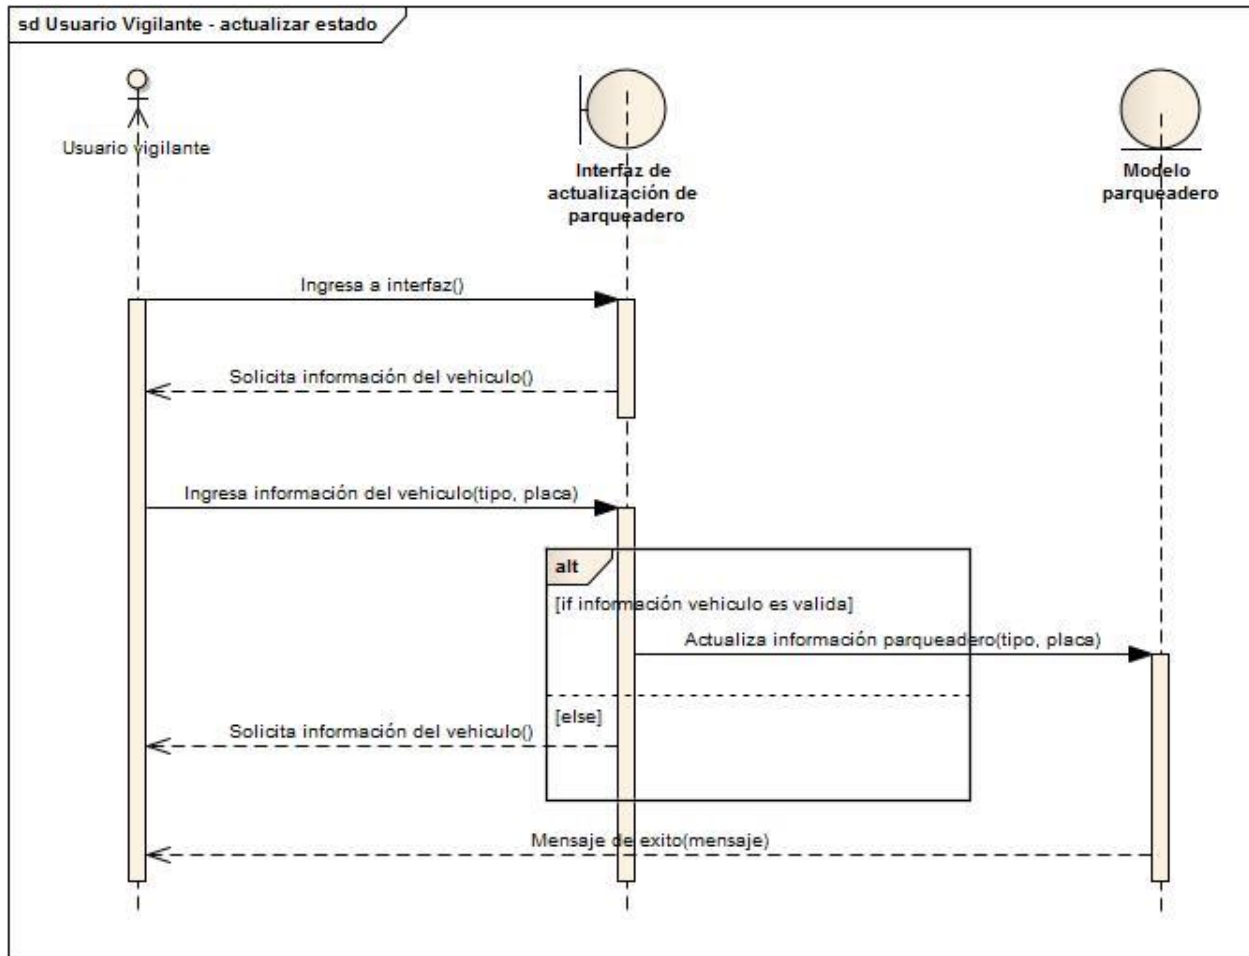 sd Usuario Vigilante - actualizar estado
Usuario vigilante
Interfaz de
actualización de
parqueadero
Modelo
parqueadero
Ingresa a interfaz()
Solicita información del vehiculo()
Ingresa información del vehiculo(tipo, placa)
alt
[if información vehiculo es valida]
Actualiza información parqueadero(tipo, placa)
[else]
Solicita información del vehiculo()
Mensaje de exito(mensaje)